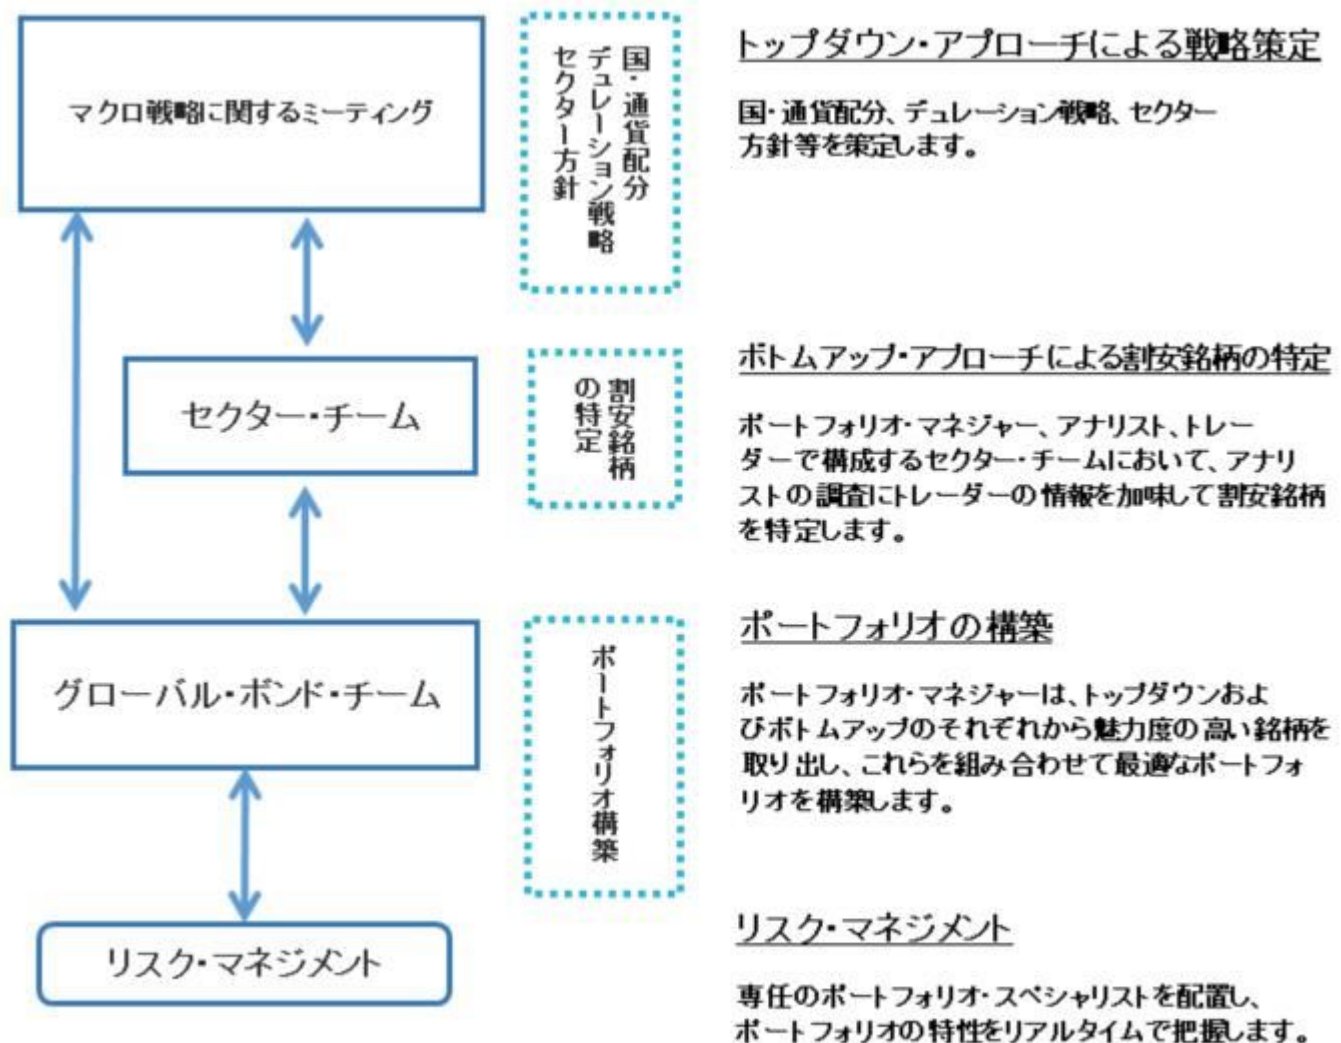 マクロ戦略に関するミーティング
国・通貨配分
デュレーション戦略
セクター方針
トップダウン・アプローチによる戦略策定
国・通貨配分、デュレーション戦略、セクター
方針等を策定します。
セクター・チーム
割安銘柄
の特定
ボトムアップ・アプローチによる割安銘柄の特定
ポートフォリオ・マネジャー、アナリスト、トレー
ダーで構成するセクター・チームにおいて、アナリ
ストの調査にトレーダーの情報を加味して割安銘柄
を特定します。
グローバル・ボンド・チーム
ポートフォリオ構築
ポートフォリオの構築
ポートフォリオ・マネジャーは、トップダウンおよ
びボトムアップのそれぞれから魅力度の高い銘柄を
取り出し、これらを組み合わせて最適なポートフォ
リオを構築します。
リスク・マネジメント
リスク・マネジメント
専任のポートフォリオ・スペシャリストを配置し、
ポートフォリオの特性をリアルタイムで把握します。